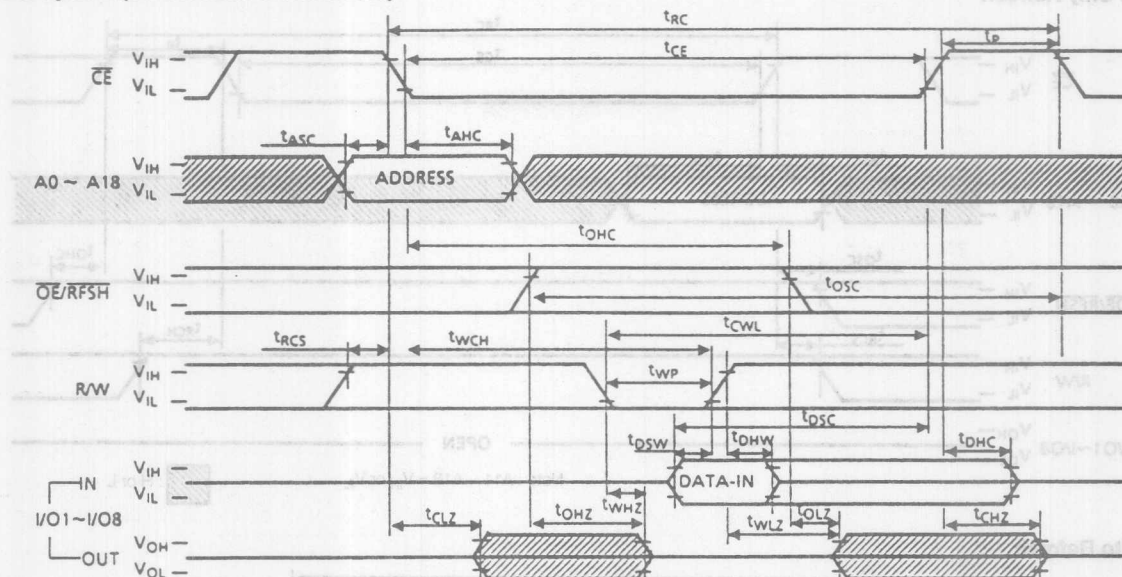 tRC
tCE
tP
VIH
CE
VIL
tASC
tAHC
VIH
A0 ~ A18
ADDRESS
VIL
tOHC
VIH
OE/RFSH
tOSC
VIL
tCWL
tRCS
tWCH
VIH
R/W
tWP
VIL
tDSC
OPEN
tDSW
tDHW
tDHC
VIH
IN
DATA-IN
VIL
tWHZ
I/O1~I/O8
tCLZ
tOHZ
tWLZ
tOLZ
tCHZ
VOH
OUT
VOL